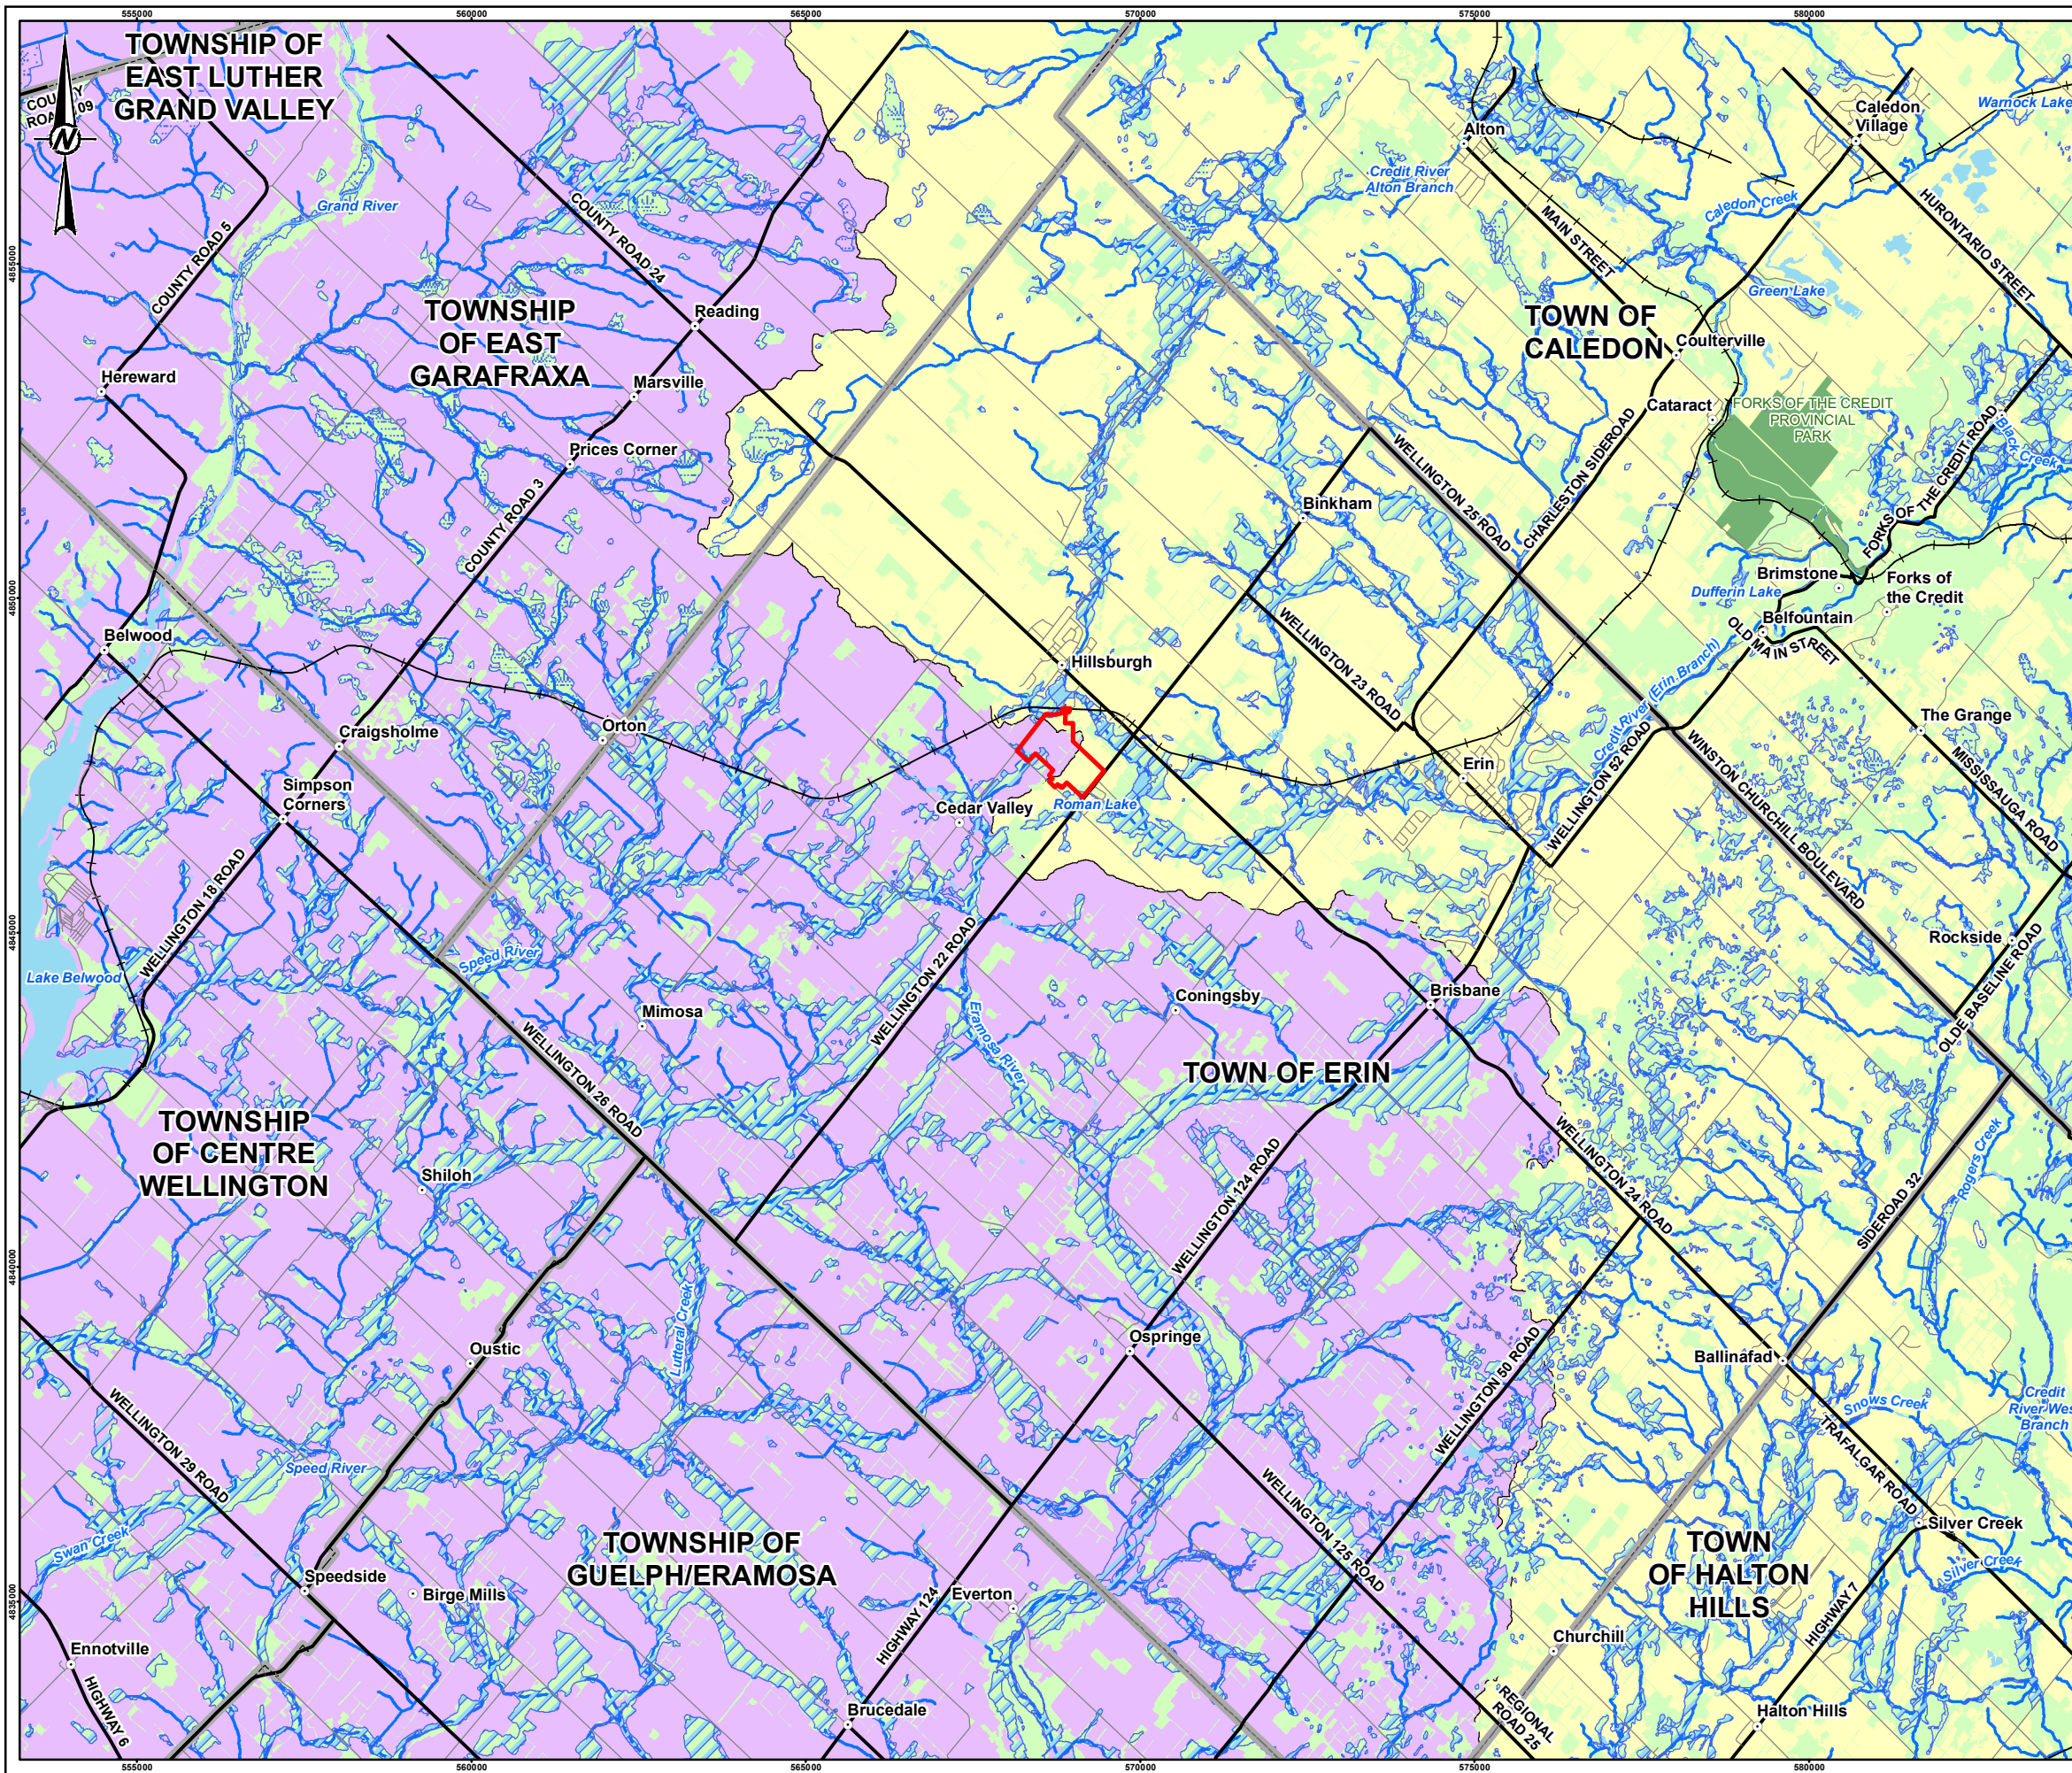 555000
560000
565000
570000
575000
580000
TOWNSHIP OF
EAST LUTHER
GRAND VALLEY
COUNTY
ROAD 109
N
Grand River
COUNTY ROAD 5
COUNTY ROAD 24
Alton
Credit River
Alton Branch
Caledon
Village
Warnock Lake
Caledon Creek
MAIN STREET
HURONTARIO STREET
Green Lake
4855000
TOWNSHIP
OF EAST
GARAFRAXA
Reading
Marsville
Hereward
Prices Corner
COUNTY ROAD 3
TOWN OF
CALEDON
Coulterville
Cataract
FORKS OF THE CREDIT
PROVINCIAL
PARK
Black Creek
FORKS OF THE CREDIT ROAD
CHARLESTON SIDEROAD
WELLINGTON 25 ROAD
Binkham
4850000
Belwood
Brimstone
Forks of
the Credit
Dufferin Lake
Belfountain
OLD MAIN STREET
WELLINGTON 23 ROAD
Hillsburgh
Credit River (Erin Branch)
WELLINGTON 52 ROAD
The Grange
MISSISSAUGA ROAD
WINSTON CHURCHILL BOULEVARD
Craigsholme
Orton
Erin
Simpson
Corners
Cedar Valley
Roman Lake
WELLINGTON 18 ROAD
4845000
Speed River
WELLINGTON 22 ROAD
Rockside
OLDE BASELINE ROAD
Lake Belwood
Mimosa
Eramosa River
Coningsby
Brisbane
TOWN OF ERIN
WELLINGTON 26 ROAD
TOWNSHIP
OF CENTRE
WELLINGTON
Shiloh
WELLINGTON 124 ROAD
WELLINGTON 24 ROAD
Rogers Creek
SIDEROAD 32
4840000
Lutteral Creek
Oustic
Ospringe
WELLINGTON 50 ROAD
Ballinafad
Snows Creek
Credit
River West
Branch
TRAFALGAR ROAD
WELLINGTON 29 ROAD
Speed River
Swan Creek
WELLINGTON 125 ROAD
TOWNSHIP OF
GUELPH/ERAMOSA
TOWN
OF HALTON
HILLS
Silver Creek
Silver Creek
HIGHWAY 7
4835000
Speedside
Birge Mills
Everton
HIGHWAY 124
Churchill
Ennotville
HIGHWAY 6
Brucedale
REGIONAL
ROAD 25
Halton Hills
555000
560000
565000
570000
575000
580000